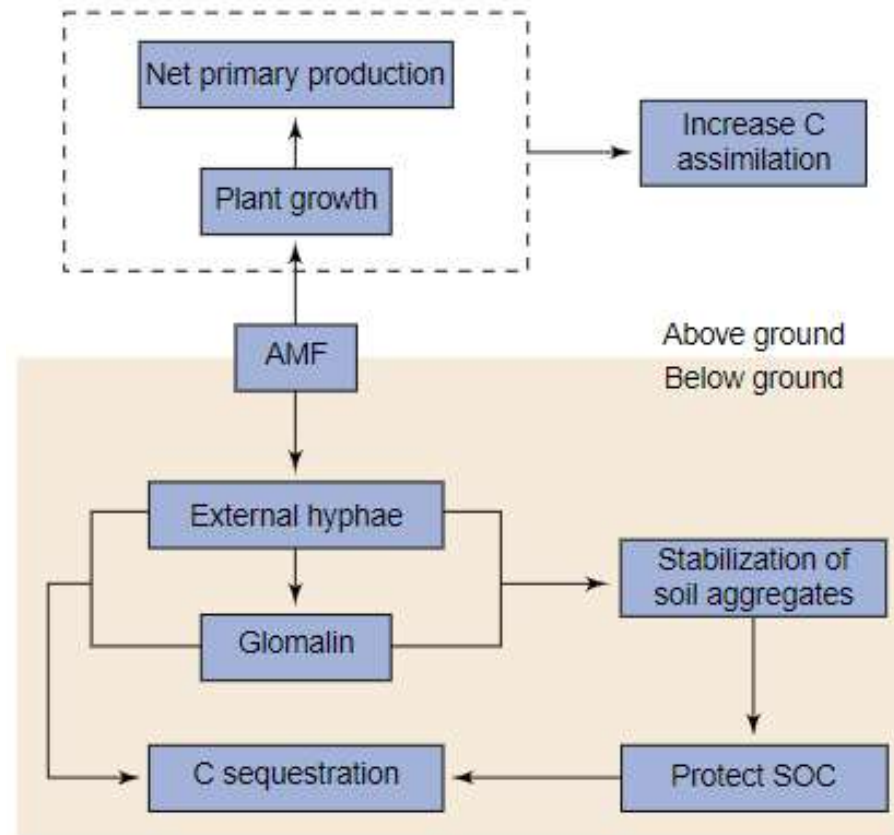 Net primary production
Increase C
assimilation
Plant growth
AMF
Above ground
Below ground
External hyphae
Stabilization of
soil aggregates
Glomalin
C sequestration
Protect SOC